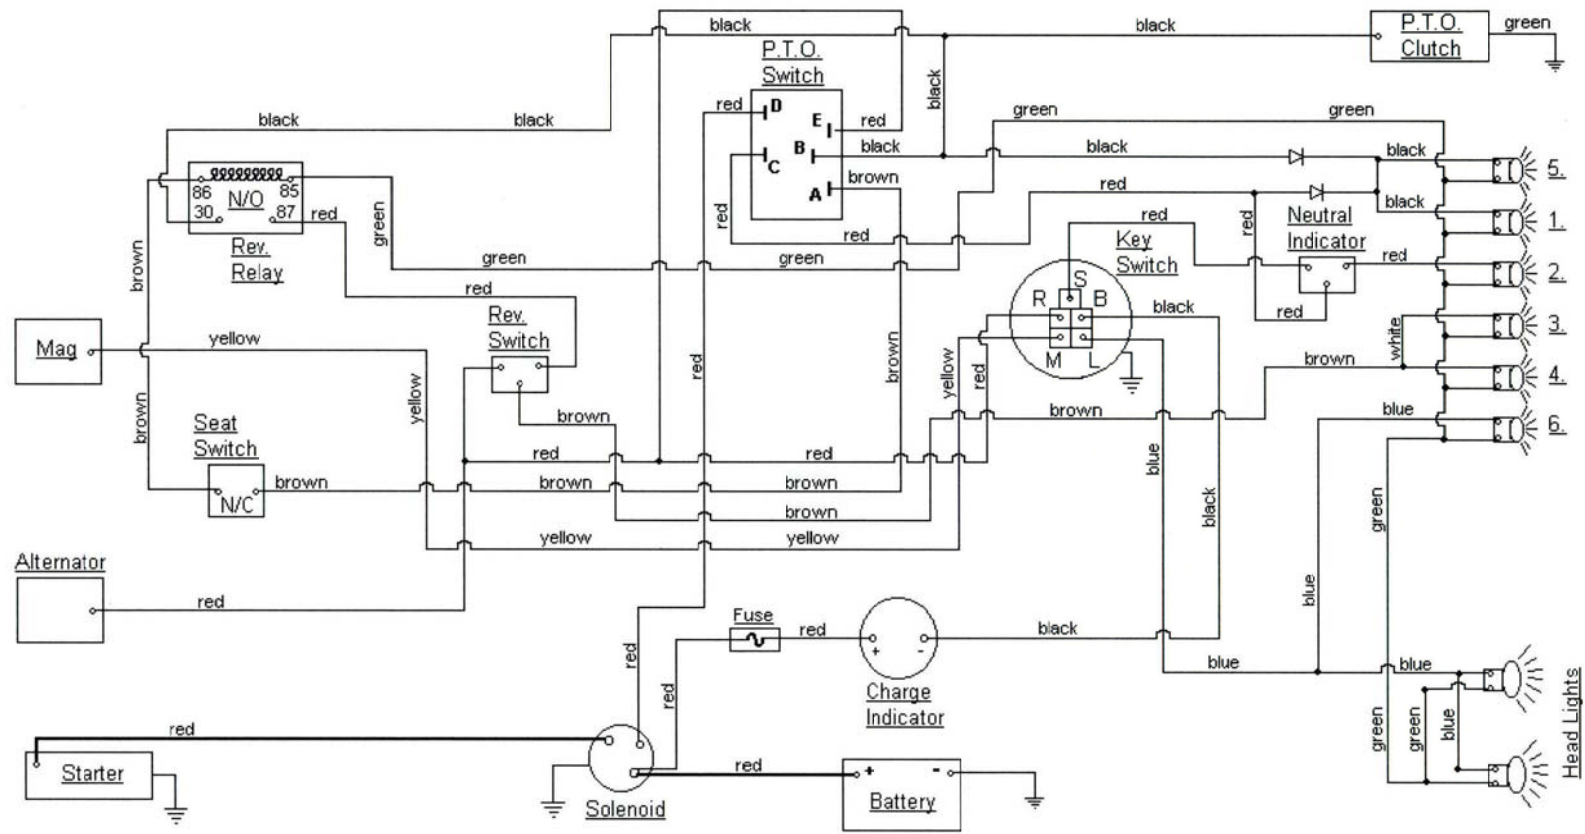 black
black
P.T.O.
Clutch
green
P.T.O.
Switch
black
red
D
E
red
B
black
C
A
brown
green
green
black
black
black
5.
black
black
1.
86
85
N/O
30
87
red
Rev.
Relay
green
brown
red
red
red
red
Key
Switch
red
Neutral
Indicator
red
2.
green
green
red
S
R
B
M
L
black
red
3.
white
Rev.
Switch
Mag
yellow
yellow
red
brown
yellow
red
brown
4.
brown
brown
blue
6.
brown
Seat
Switch
N/C
brown
red
red
brown
brown
brown
blue
black
green
yellow
yellow
Alternator
red
blue
Fuse
red
black
+
-
Charge
Indicator
red
red
blue
blue
green
green
blue
Head Lights
red
Starter
Solenoid
red
+
-
Battery